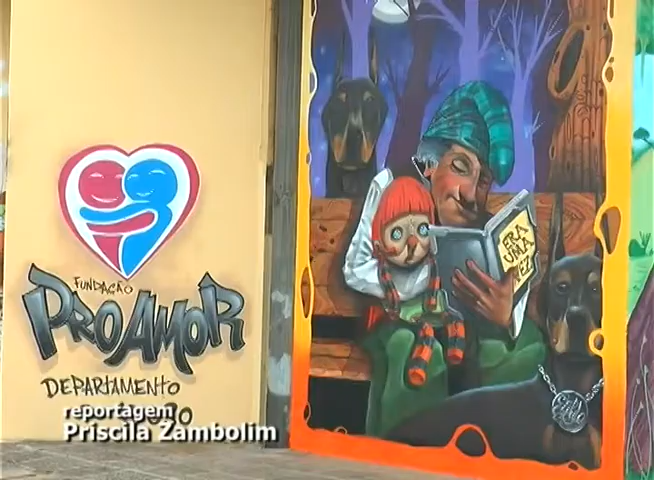 FUNDAÇÃO
PROAMOR
DEPARTAMENTO
reportagem
Priscila Zambolim
ERA
UMA
VEZ